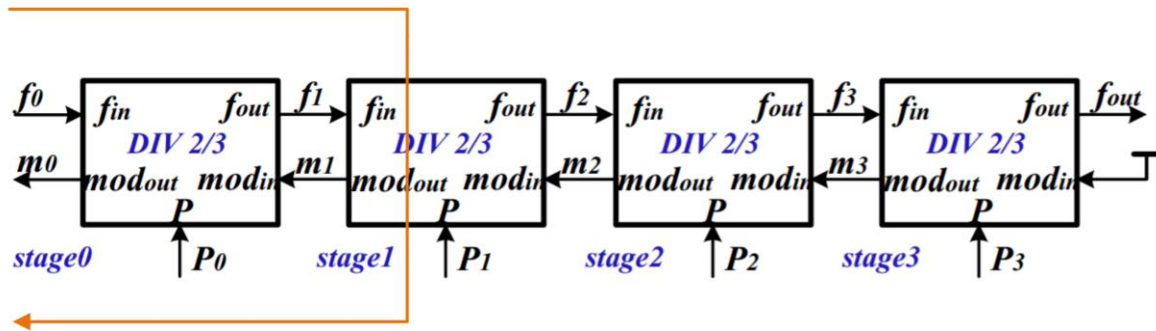 f0 fin fout f1 fin fout f2 fin fout f3 fin fout fout
DIV 2/3 DIV 2/3 DIV 2/3 DIV 2/3
m0 modout modin m1 modout modin m2 modout modin m3 modout modin
P P P P
stage0 P0 stage1 P1 stage2 P2 stage3 P3